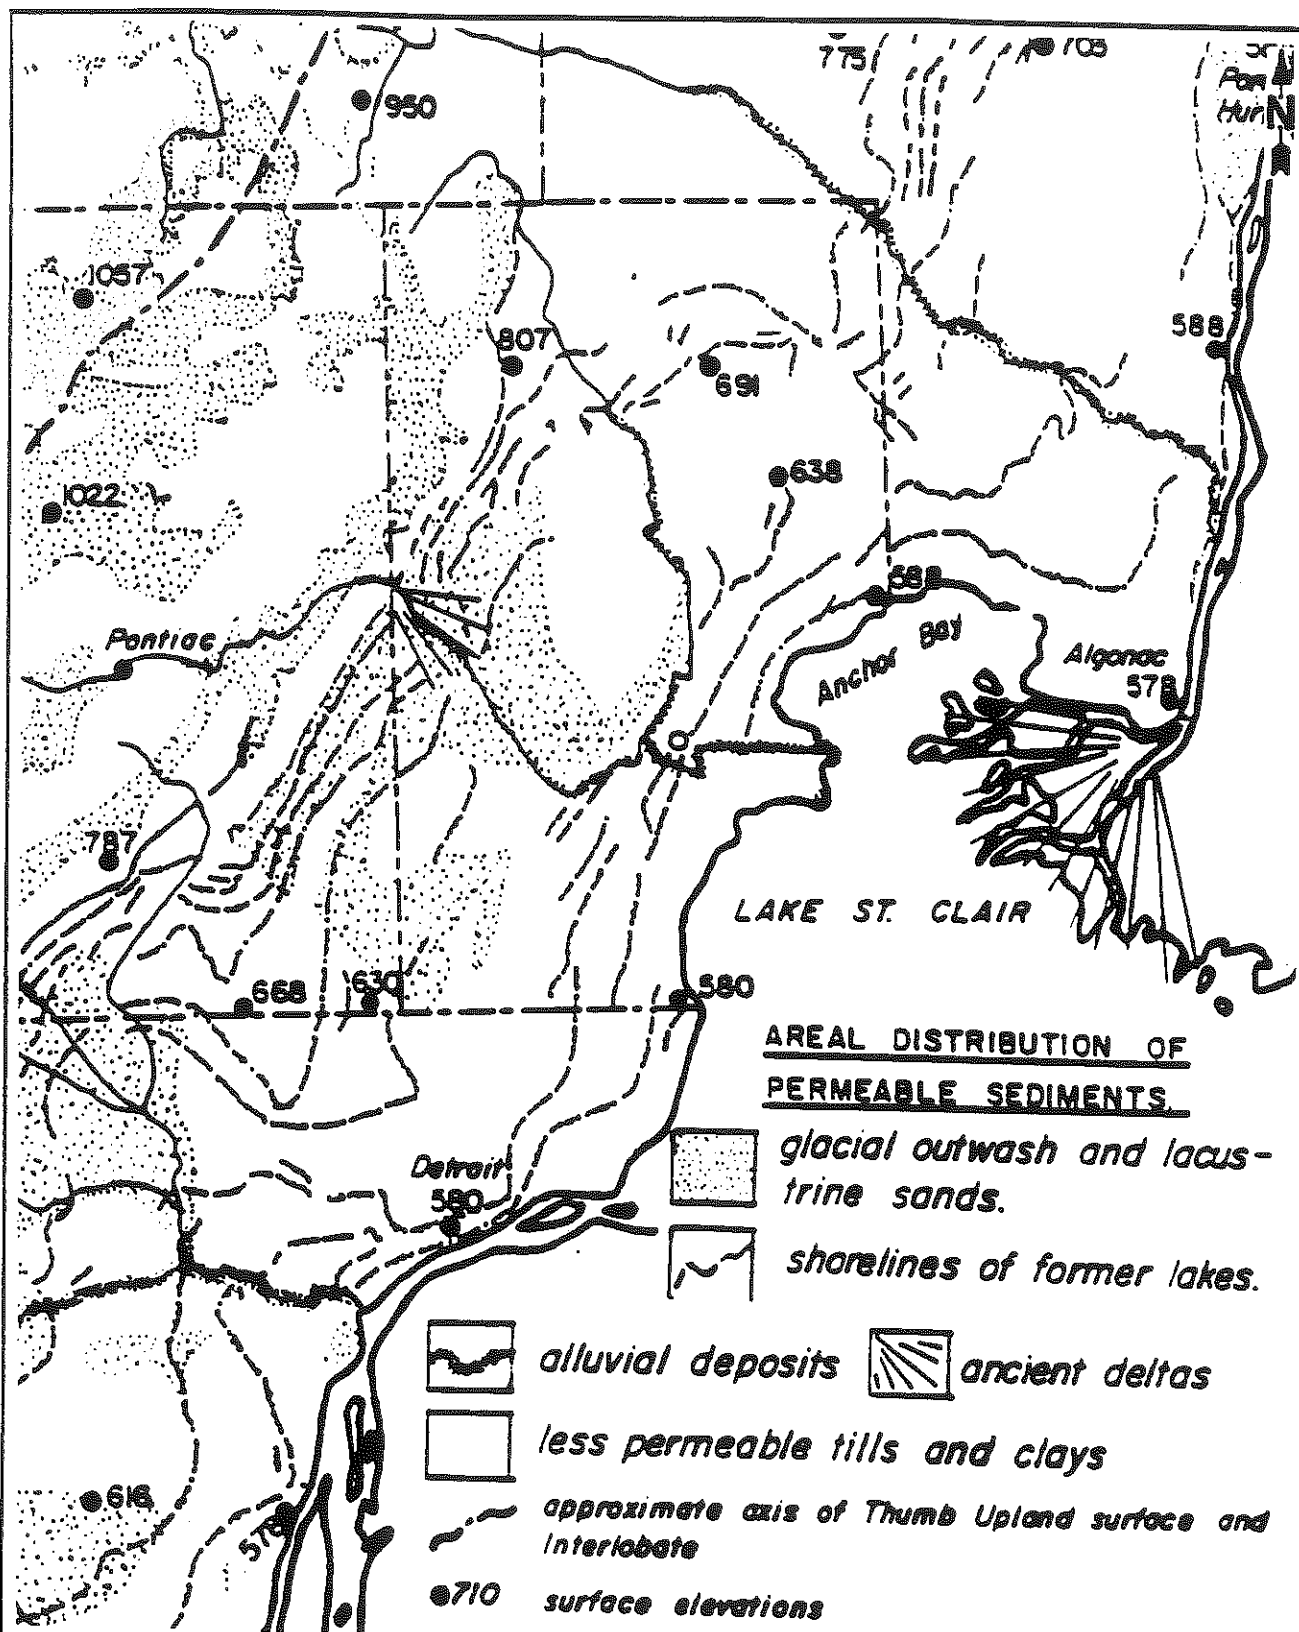 775
705
Hur
N
950
1057
807
691
588
638
1022
588
Pontiac
Anchor Bay
Algonac
578
787
LAKE ST. CLAIR
668
630
580
AREAL DISTRIBUTION OF
PERMEABLE SEDIMENTS.
glacial outwash and lacus-
trine sands.
Detroit
580
shorelines of former lakes.
alluvial deposits
ancient deltas
less permeable tills and clays
616
approximate axis of Thumb Upland surface and
Interlobate
710
surface elevations